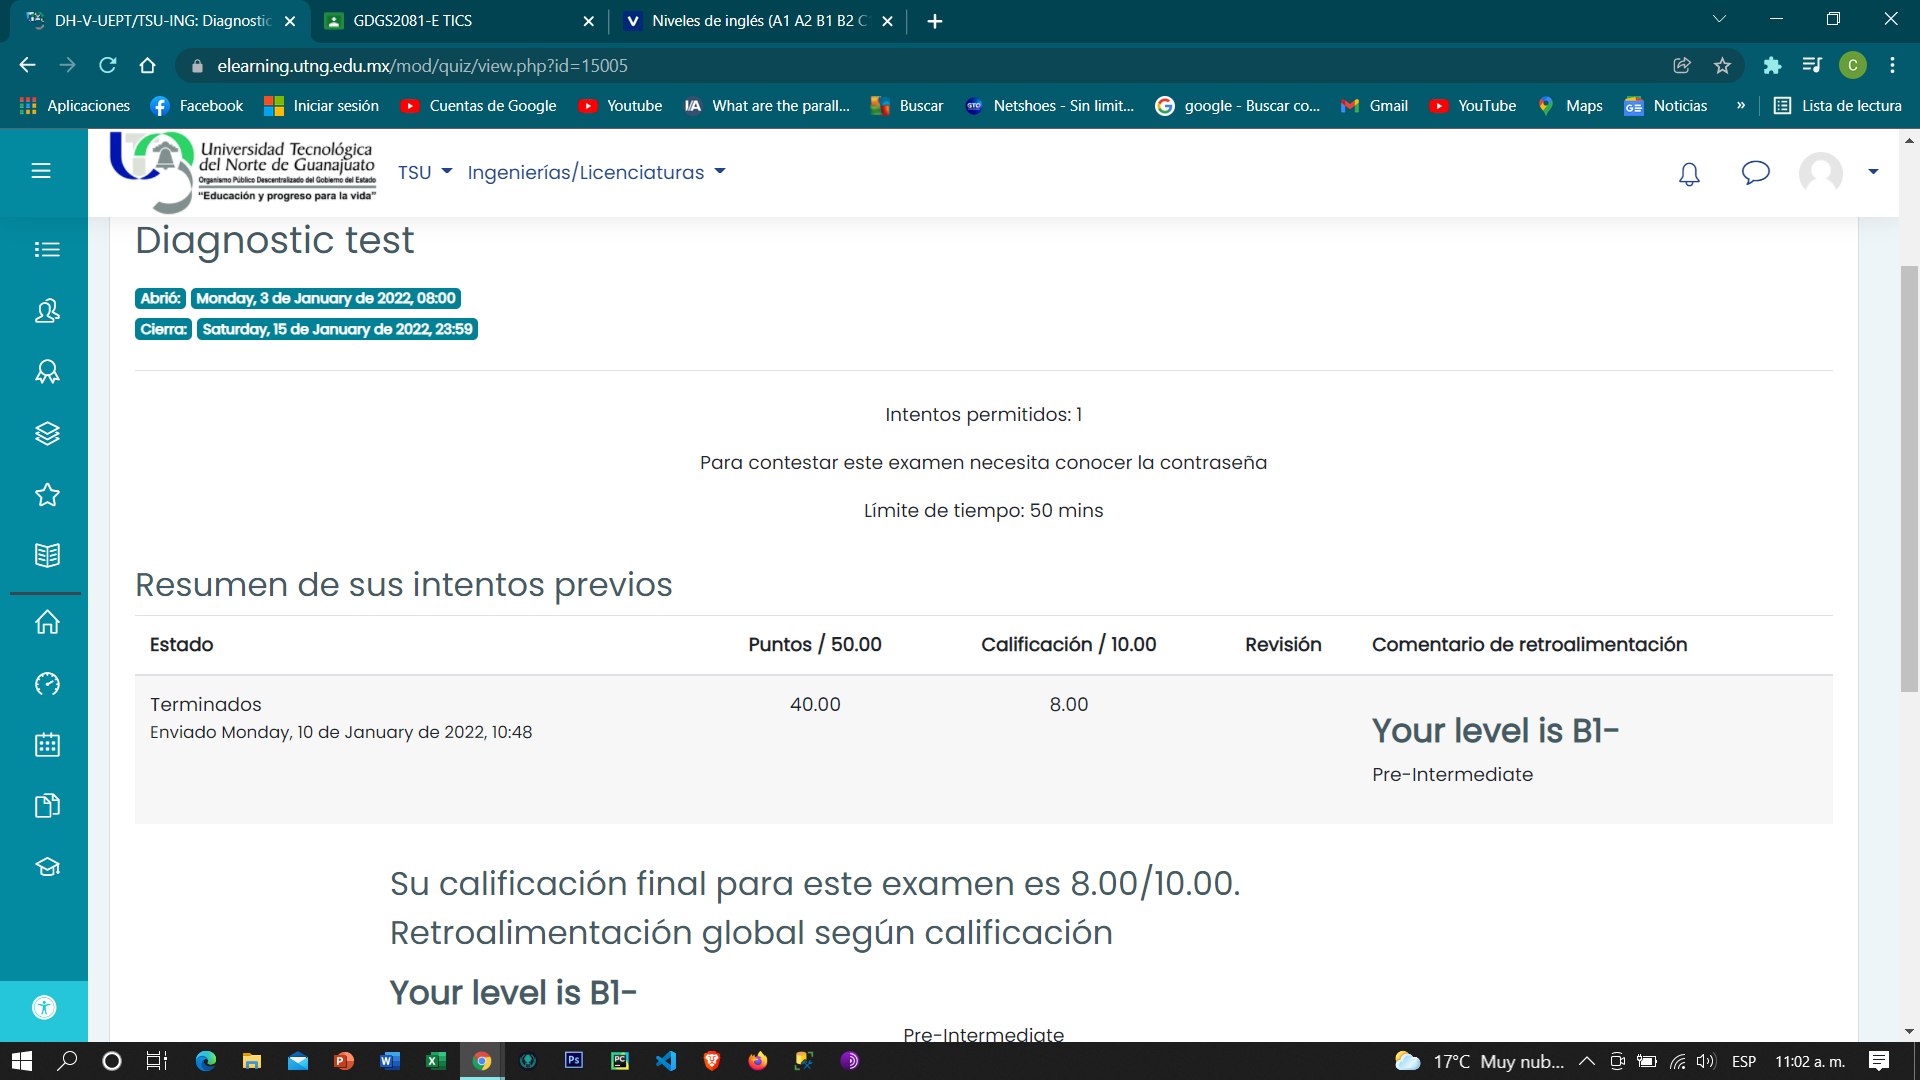 DH-V-UEPT/TSU-ING: Diagnostic
GDGS2081-E TICS
Niveles de inglés (A1 A2 B1 B2 C
elearning.utng.edu.mx/mod/quiz/view.php?id=15005
C
Aplicaciones
Facebook
Iniciar sesión
Cuentas de Google
Youtube
What are the parall...
Buscar
Netshoes - Sin limit...
google - Buscar co...
Gmail
YouTube
Maps
Noticias
»
Lista de lectura
Universidad Tecnológica
del Norte de Guanajuato
Organismo Público Descentralizado del Gobierno del Estado
"Educación y progreso para la vida"
TSU
Ingenierías/Licenciaturas
Diagnostic test
Abrió: Monday, 3 de January de 2022, 08:00
Cierra: Saturday, 15 de January de 2022, 23:59
Intentos permitidos: 1
Para contestar este examen necesita conocer la contraseña
Límite de tiempo: 50 mins
Resumen de sus intentos previos
Estado Puntos / 50.00 Calificación / 10.00 Revisión Comentario de retroalimentación
Terminados 40.00 8.00
Enviado Monday, 10 de January de 2022, 10:48
Your level is B1-
Pre-Intermediate
Su calificación final para este examen es 8.00/10.00.
Retroalimentación global según calificación
Your level is B1-
Pre-Intermediate
17°C Muy nub...
ESP
11:02 a. m.